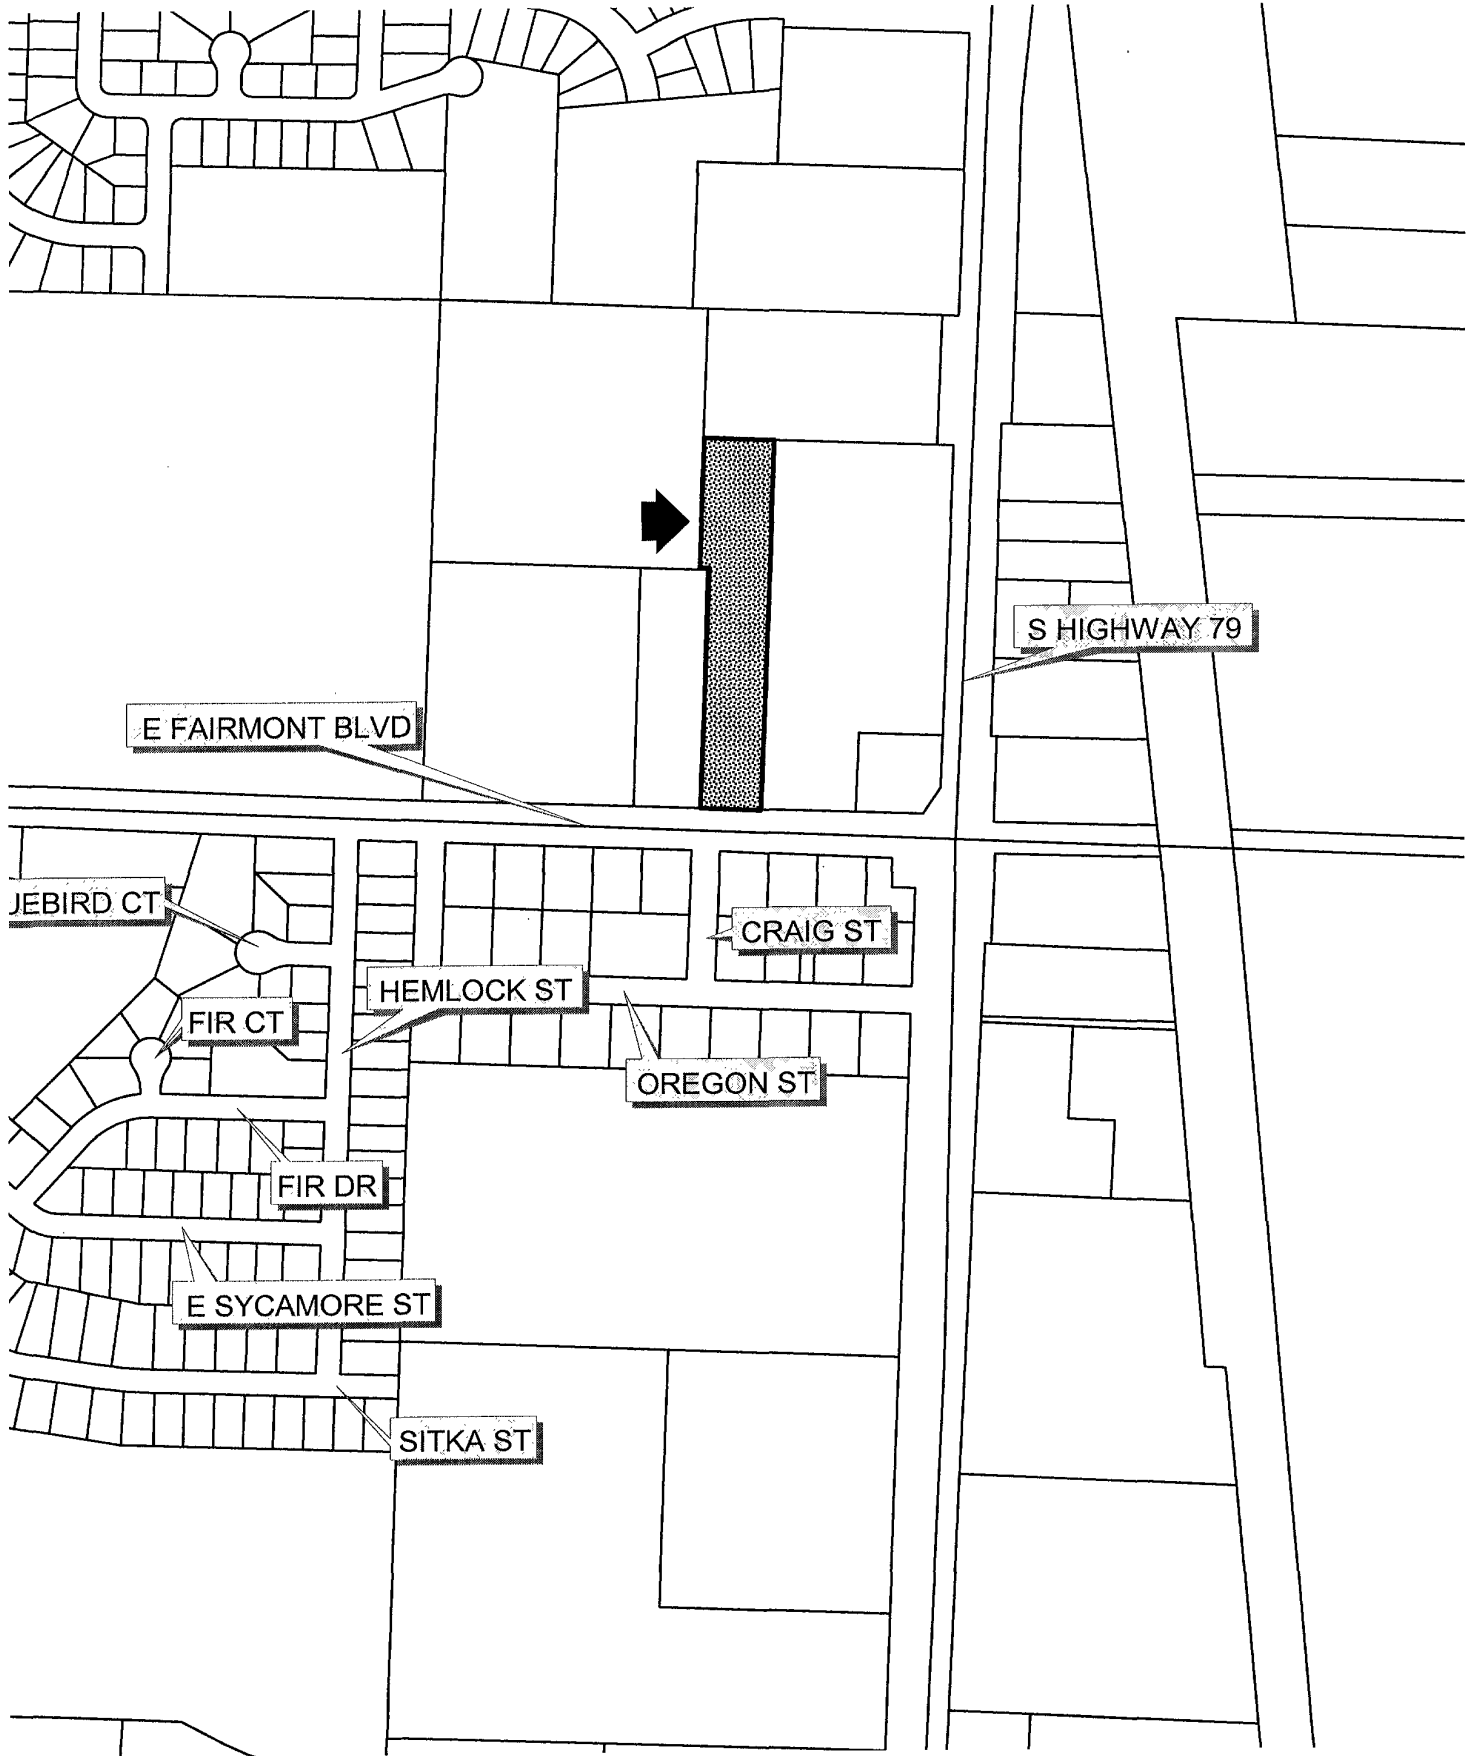 S HIGHWAY 79
E FAIRMONT BLVD
UEBIRD CT
CRAIG ST
HEMLOCK ST
FIR CT
OREGON ST
FIR DR
E SYCAMORE ST
SITKA ST